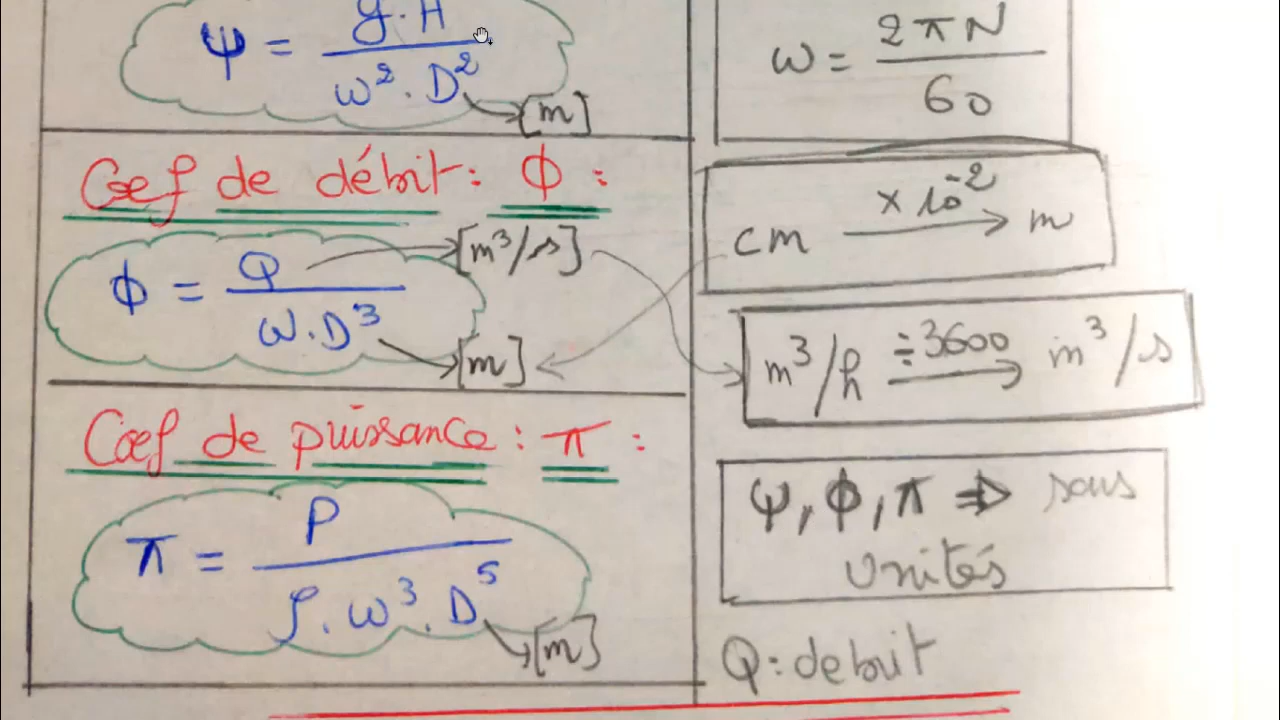 ψ = g.H / ω².D² → [m]
Coef de débit: Φ:
Φ = Q / ω.D³
[m³/s]
[m]
Coef de puissance: π:
π = P / ρ.ω³.D⁵ → [m]
ω = 2πN / 60
cm ×10⁻² → m
m³/h ÷3600 → m³/s
ψ, Φ, π ⇒ sans
unités
Q: debit